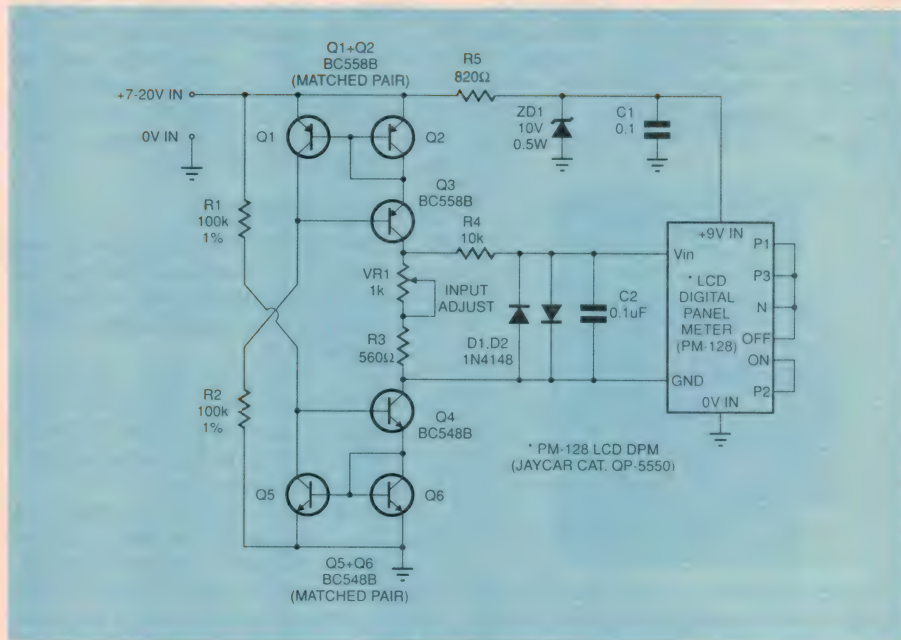 Q1+Q2
BC558B
(MATCHED PAIR)
R5
820Ω
+7-20V IN
0V IN
Q1
Q2
ZD1
10V
0.5W
C1
0.1
Q3
BC558B
R1
100k
1%
R4
10k
+9V IN
Vin
P1
P3
N
OFF
ON
P2
* LCD
DIGITAL
PANEL
METER
(PM-128)
GND
0V IN
VR1
1k
INPUT
ADJUST
R3
560Ω
D1,D2
1N4148
C2
0.1uF
R2
100k
1%
Q4
BC548B
* PM-128 LCD DPM
(JAYCAR CAT. QP-5550)
Q5
Q6
Q5+Q6
BC548B
(MATCHED PAIR)